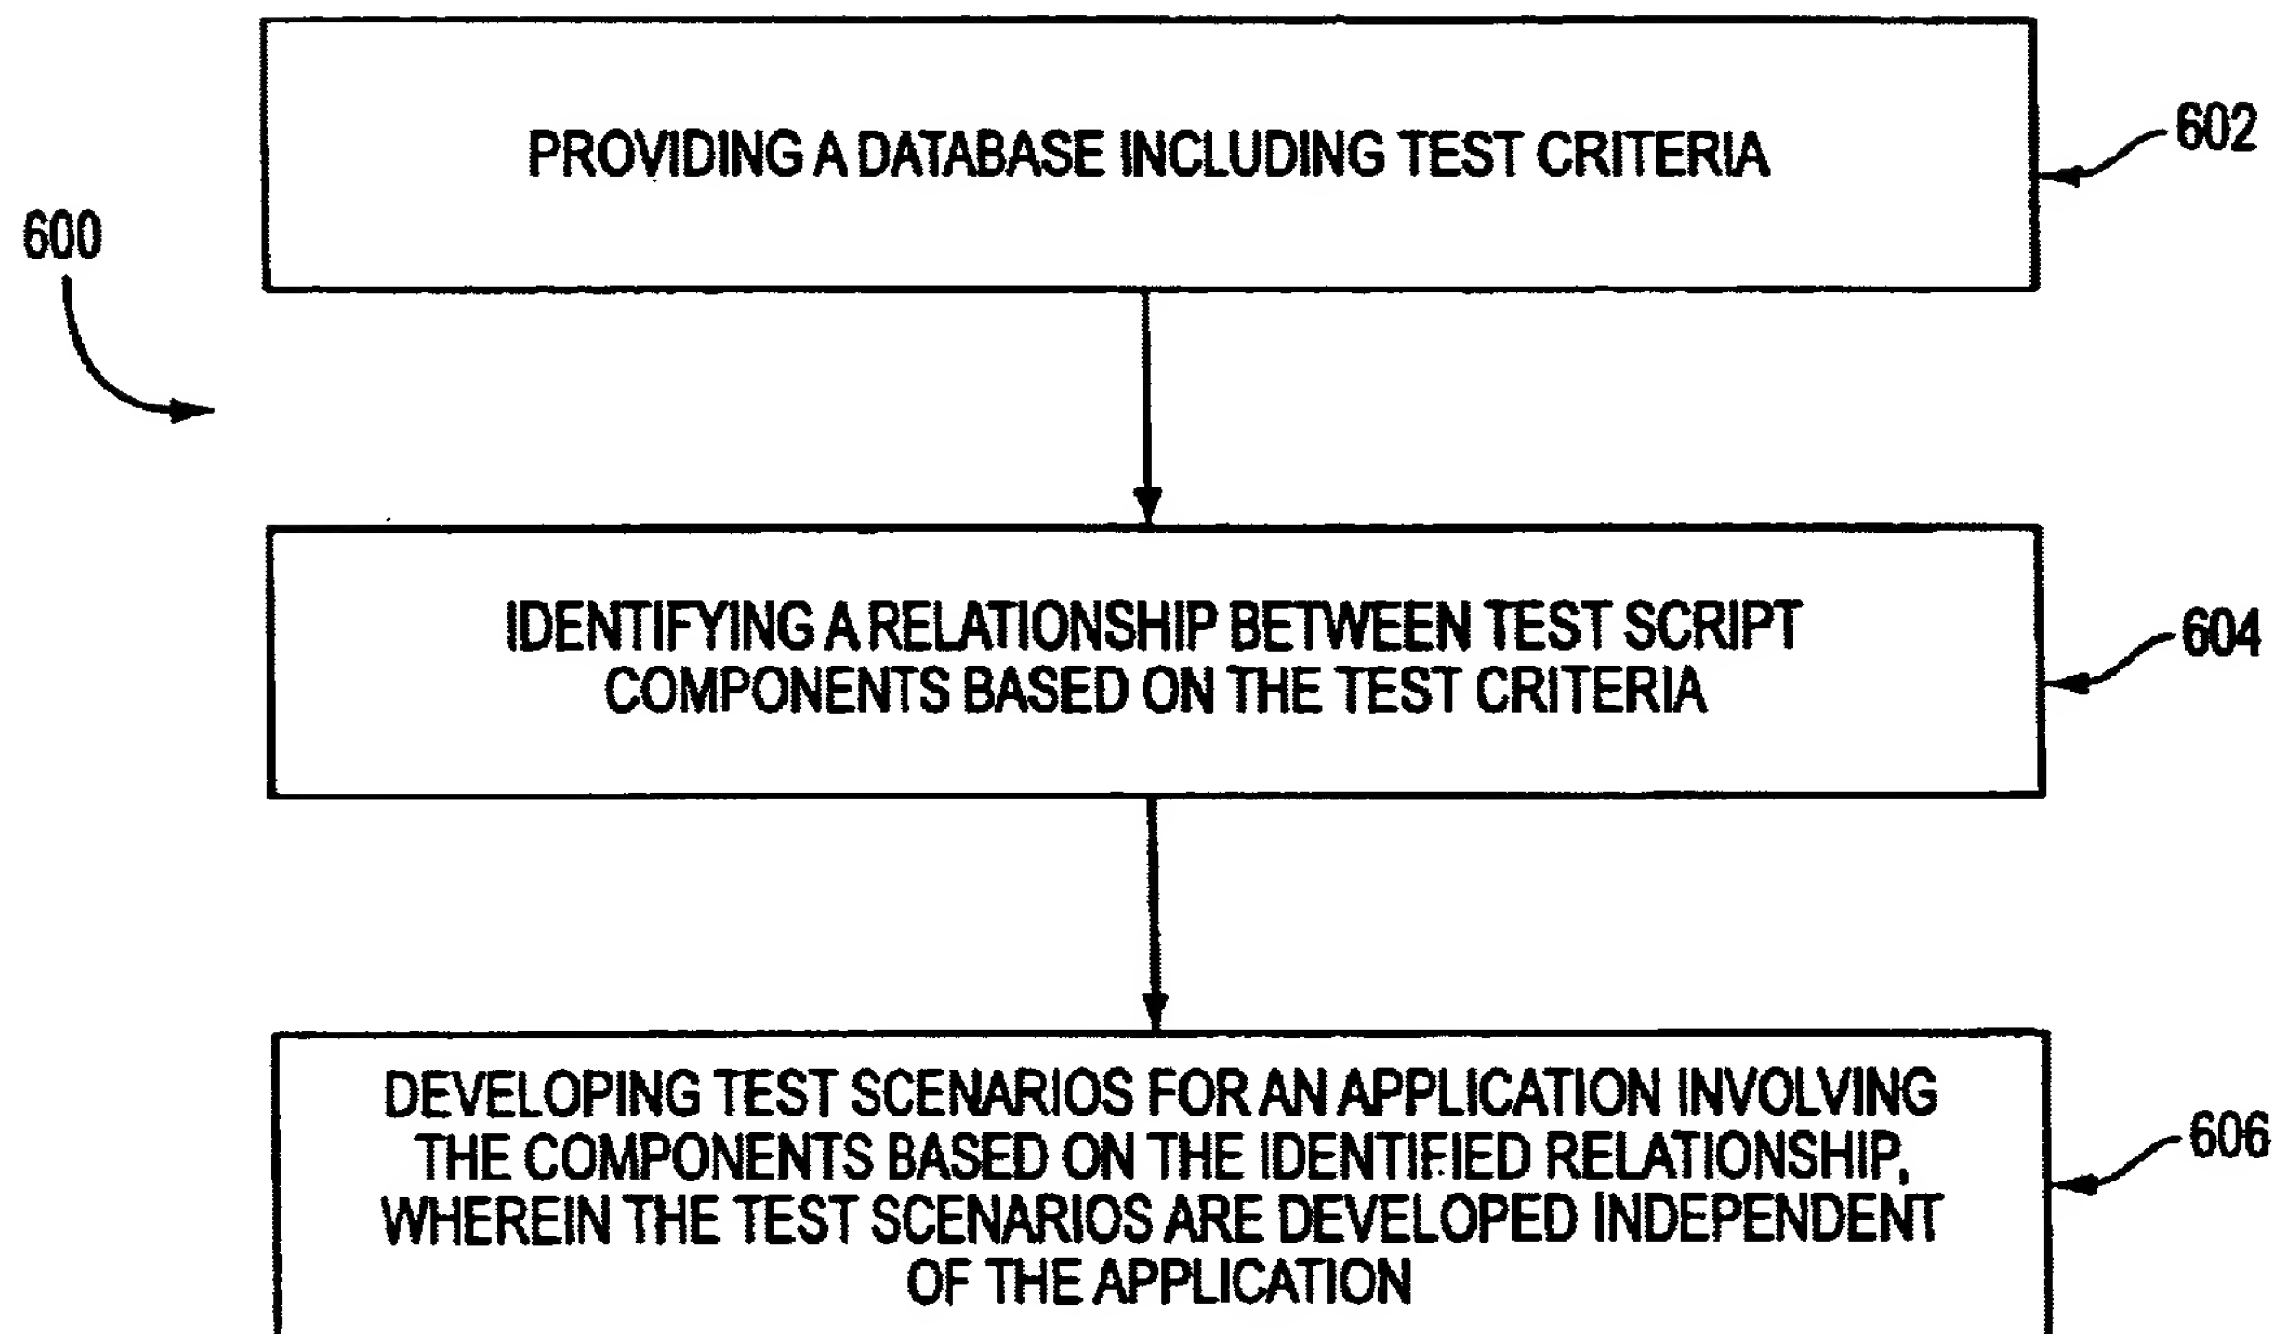 PROVIDING A DATABASE INCLUDING TEST CRITERIA
602
600
IDENTIFYING A RELATIONSHIP BETWEEN TEST SCRIPT
COMPONENTS BASED ON THE TEST CRITERIA
604
DEVELOPING TEST SCENARIOS FOR AN APPLICATION INVOLVING
THE COMPONENTS BASED ON THE IDENTIFIED RELATIONSHIP,
WHEREIN THE TEST SCENARIOS ARE DEVELOPED INDEPENDENT
OF THE APPLICATION
606